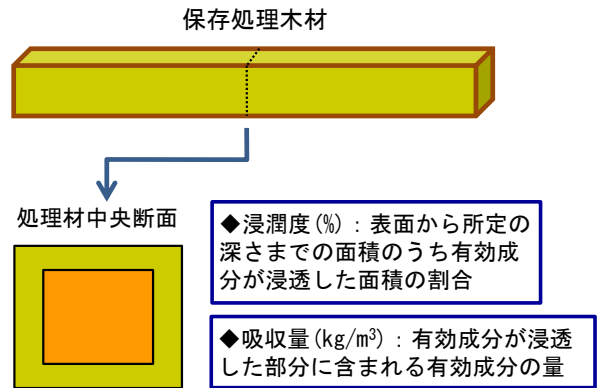 保存処理木材
処理材中央断面
◆浸潤度(%)：表面から所定の
深さまでの面積のうち有効成
分が浸透した面積の割合
◆吸収量(kg/m³)：有効成分が浸透
した部分に含まれる有効成分の量